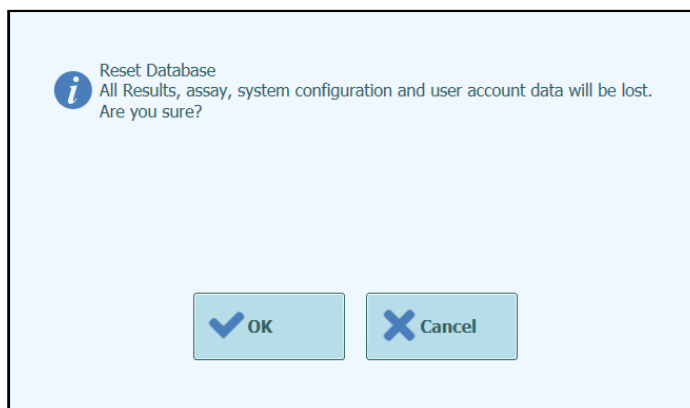 Reset Database
All Results, assay, system configuration and user account data will be lost.
Are you sure?
OK
Cancel